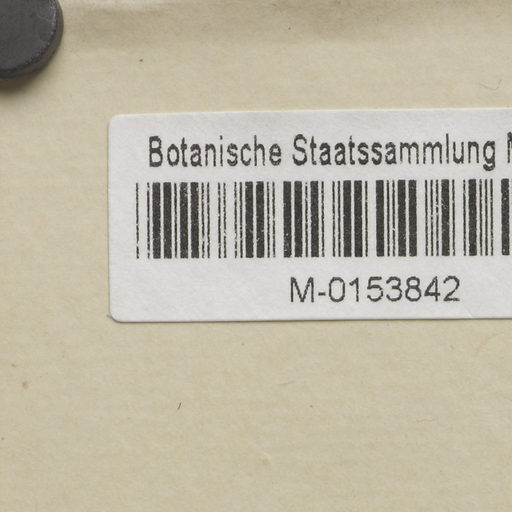 Botanische Staatssammlung
M-0153842